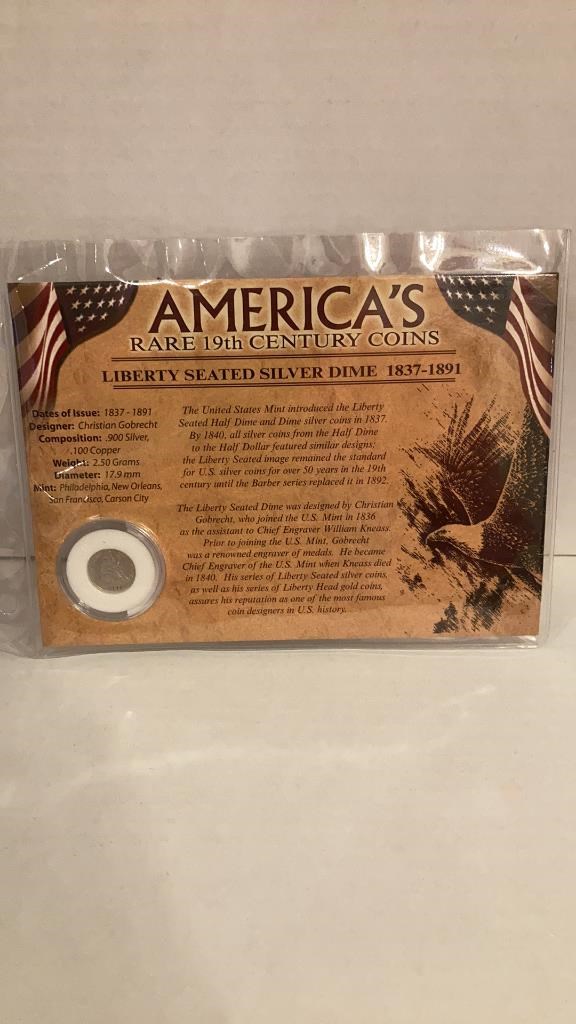 AMERICA'S
RARE 19th CENTURY COINS
LIBERTY SEATED SILVER DIME 1837-1891
Dates of Issue: 1837 - 1891
Designer: Christian Gobrecht
Composition: .900 Silver,
.100 Copper
Weight: 2.50 Grams
Diameter: 17.9 mm
Mint: Philadelphia, New Orleans,
San Francisco, Carson City
The United States Mint introduced the Liberty
Seated Half Dime and Dime silver coins in 1837.
By 1840, all silver coins from the Half Dime
to the Half Dollar featured similar designs;
the Liberty Seated image remained the standard
for U.S. silver coins for over 50 years in the 19th
century until the Barber series replaced it in 1892.
The Liberty Seated Dime was designed by Christian
Gobrecht, who joined the U.S. Mint in 1836
as the assistant to Chief Engraver William Kneass.
Prior to joining the U.S. Mint, Gobrecht
was a renowned engraver of medals. He became
Chief Engraver of the U.S. Mint when Kneass died
in 1840. His series of Liberty Seated silver coins,
as well as his series of Liberty Head gold coins,
assures his reputation as one of the most famous
coin designers in U.S. history.